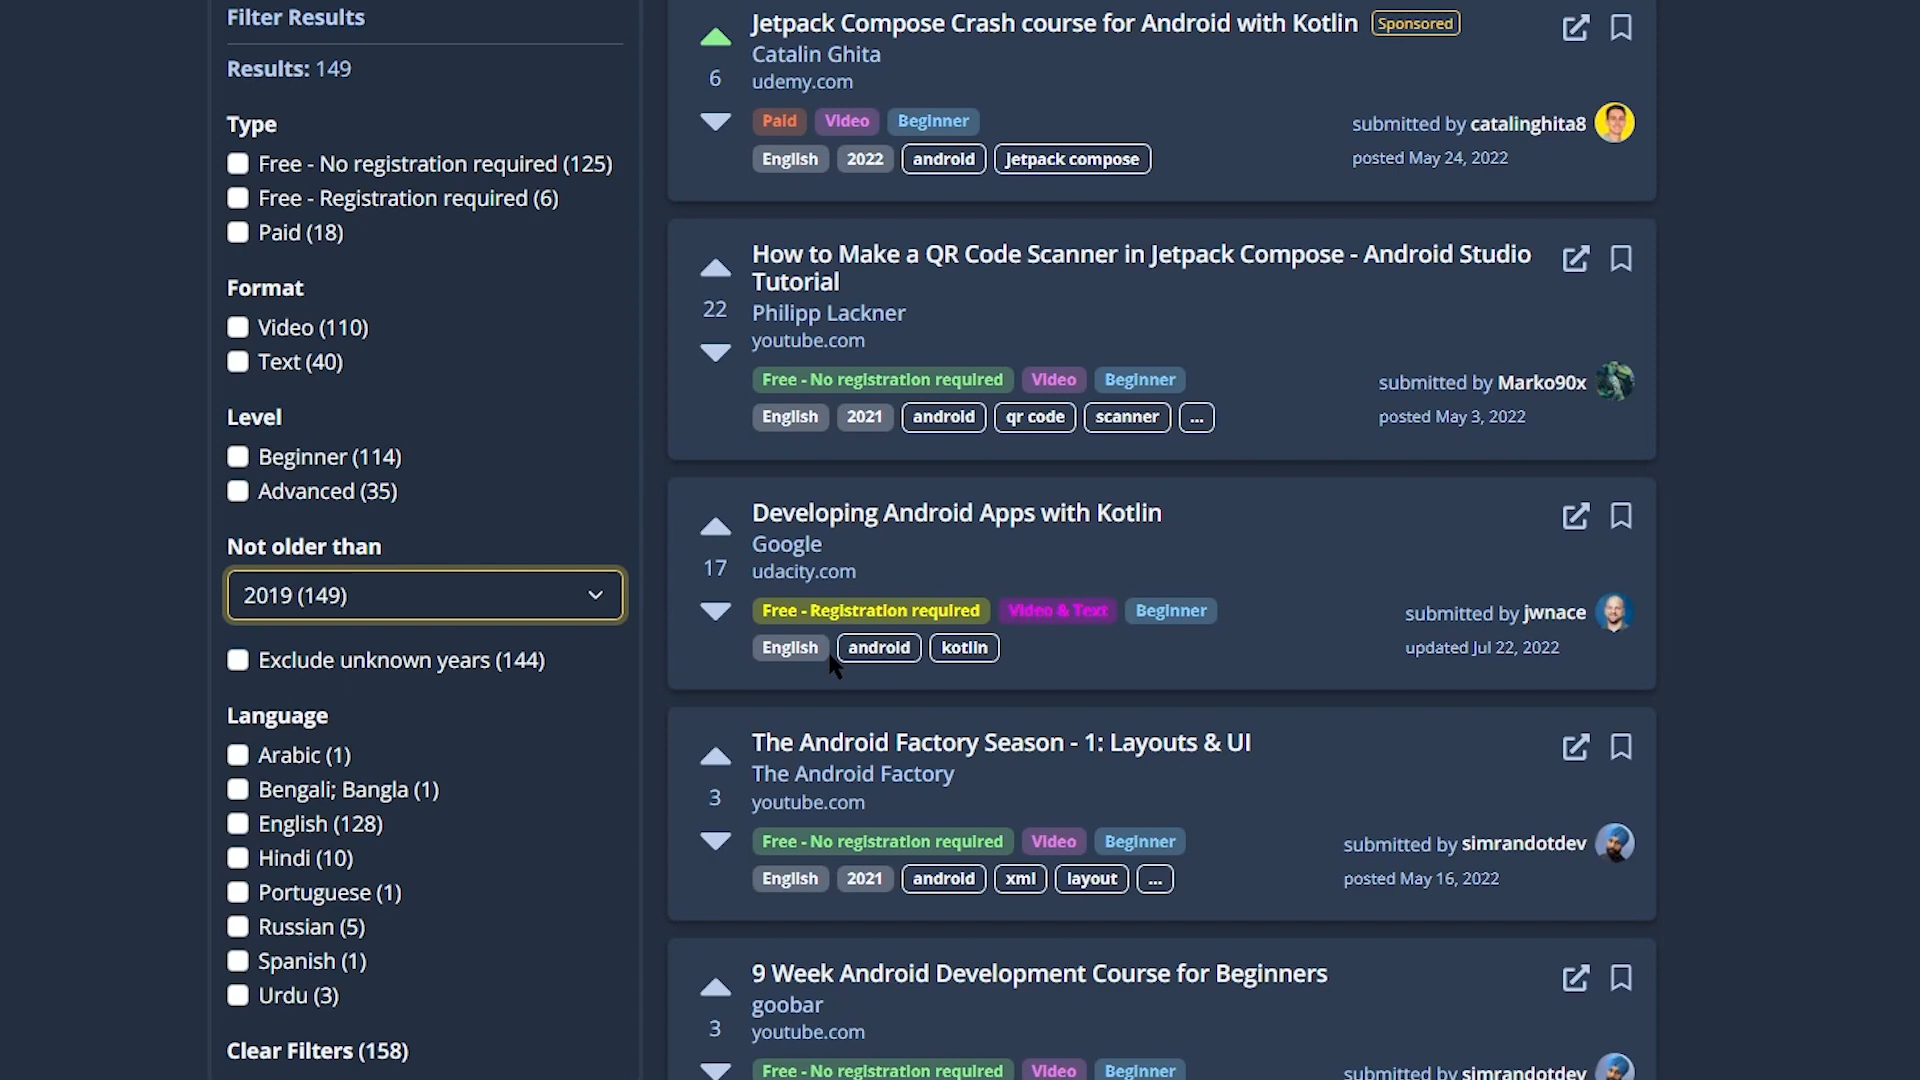 Filter Results
Results: 149
Type
Free - No registration required (125)
Free - Registration required (6)
Paid (18)
Format
Video (110)
Text (40)
Level
Beginner (114)
Advanced (35)
Not older than
2019 (149)
Exclude unknown years (144)
Language
Arabic (1)
Bengali; Bangla (1)
English (128)
Hindi (10)
Portuguese (1)
Russian (5)
Spanish (1)
Urdu (3)
Clear Filters (158)
Jetpack Compose Crash course for Android with Kotlin Sponsored
Catalin Ghita
6
udemy.com
Paid Video Beginner
submitted by catalinghita8
English 2022 android jetpack compose
posted May 24, 2022
How to Make a QR Code Scanner in Jetpack Compose - Android Studio
Tutorial
22
Philipp Lackner
youtube.com
Free - No registration required Video Beginner
submitted by Marko90x
English 2021 android qr code scanner ...
posted May 3, 2022
Developing Android Apps with Kotlin
Google
17
udacity.com
Free - Registration required Video & Text Beginner
submitted by jwnace
English android kotlin
updated Jul 22, 2022
The Android Factory Season - 1: Layouts & UI
The Android Factory
3
youtube.com
Free - No registration required Video Beginner
submitted by simrandotdev
English 2021 android xml layout ...
posted May 16, 2022
9 Week Android Development Course for Beginners
goobar
3
youtube.com
Free - No registration required Video Beginner
submitted by simrandotdev